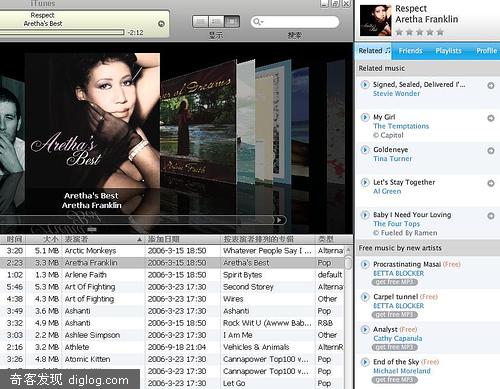 iTunes
Respect
Aretha's Best
-2:12
显示
搜索
Aretha's
Best
Aretha's Best
Aretha Franklin
时间 大小 表演者 添加日期 按表演者排列的专辑 类型
3:20 5.1 MB Arctic Monkeys 2006-3-15 18:50 Whatever People Say I ... Alterna
2:23 3.3 MB Aretha Franklin 2006-3-15 18:50 Aretha's Best Pop
1:02 1.3 MB Arlene Faith 2006-3-15 18:50 Spirit Bytes default
5:46 5.3 MB Art Of Fighting 2006-3-23 17:30 Second Storey Alternat
4:38 4.3 MB Art of Fighting 2006-3-23 17:30 Wires Other
3:49 3.6 MB Ashanti 2006-3-23 17:30 Ashanti Pop
3:32 4.9 MB Ashanti 2006-3-15 18:50 Rock Wit U (Awww Bab... R&B
3:03 2.2 MB Ashlee Simpson 2006-3-23 17:30 I Am Me Other
2:16 3.2 MB Athlete 2006-9-18 21:04 Vehicles & Animals AlternR
3:26 4.8 MB Atomic Kitten 2006-3-23 17:30 Cannapower Top100 v... Pop
2006-3-23 17:30 Cannapower Top100 v... Pop
2006-3-23 17:30 Let Go Pop
奇客发现 diglog.com
Respect
Aretha Franklin
Related Friends Playlists Profile
Related music
Signed, Sealed, Delivered I'...
Stevie Wonder
My Girl
The Temptations
© Capitol
Goldeneye
Tina Turner
Let's Stay Together
Al Green
Baby I Need Your Loving
The Four Tops
© Fueled By Ramen
Free music by new artists
Procrastinating Masai (Free)
BETTA BLOCKER
get free MP3
Carpel tunnel (Free)
BETTA BLOCKER
get free MP3
Analyst (Free)
Cathy Caparula
get free MP3
End of the Sky (Free)
Michael Moreland
get free MP3